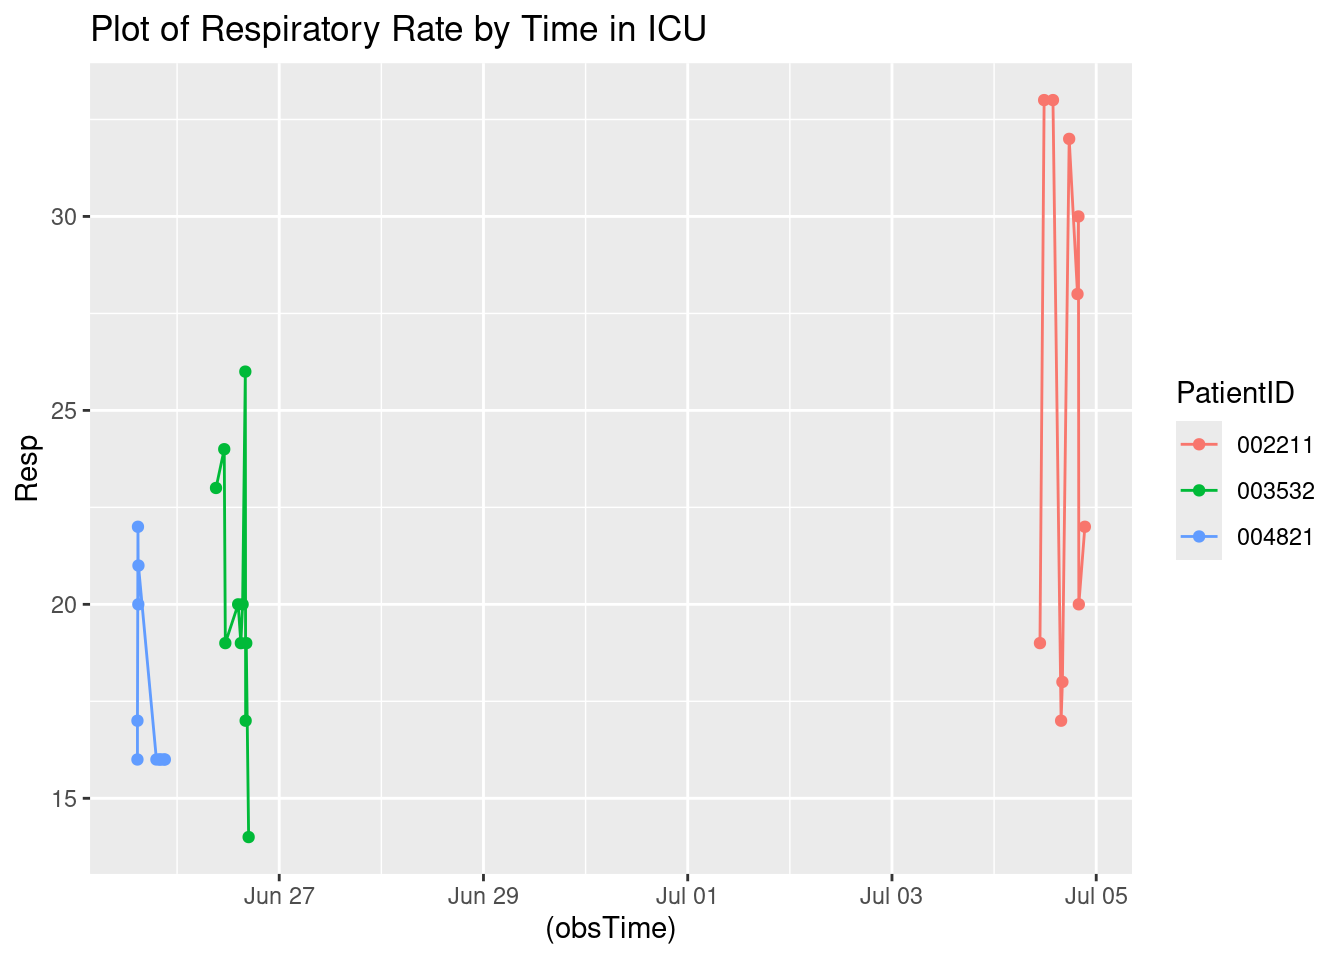 Plot of Respiratory Rate by Time in ICU
Resp
30
25
20
15
Jun 27
Jun 29
Jul 01
Jul 03
Jul 05
(obsTime)
PatientID
002211
003532
004821